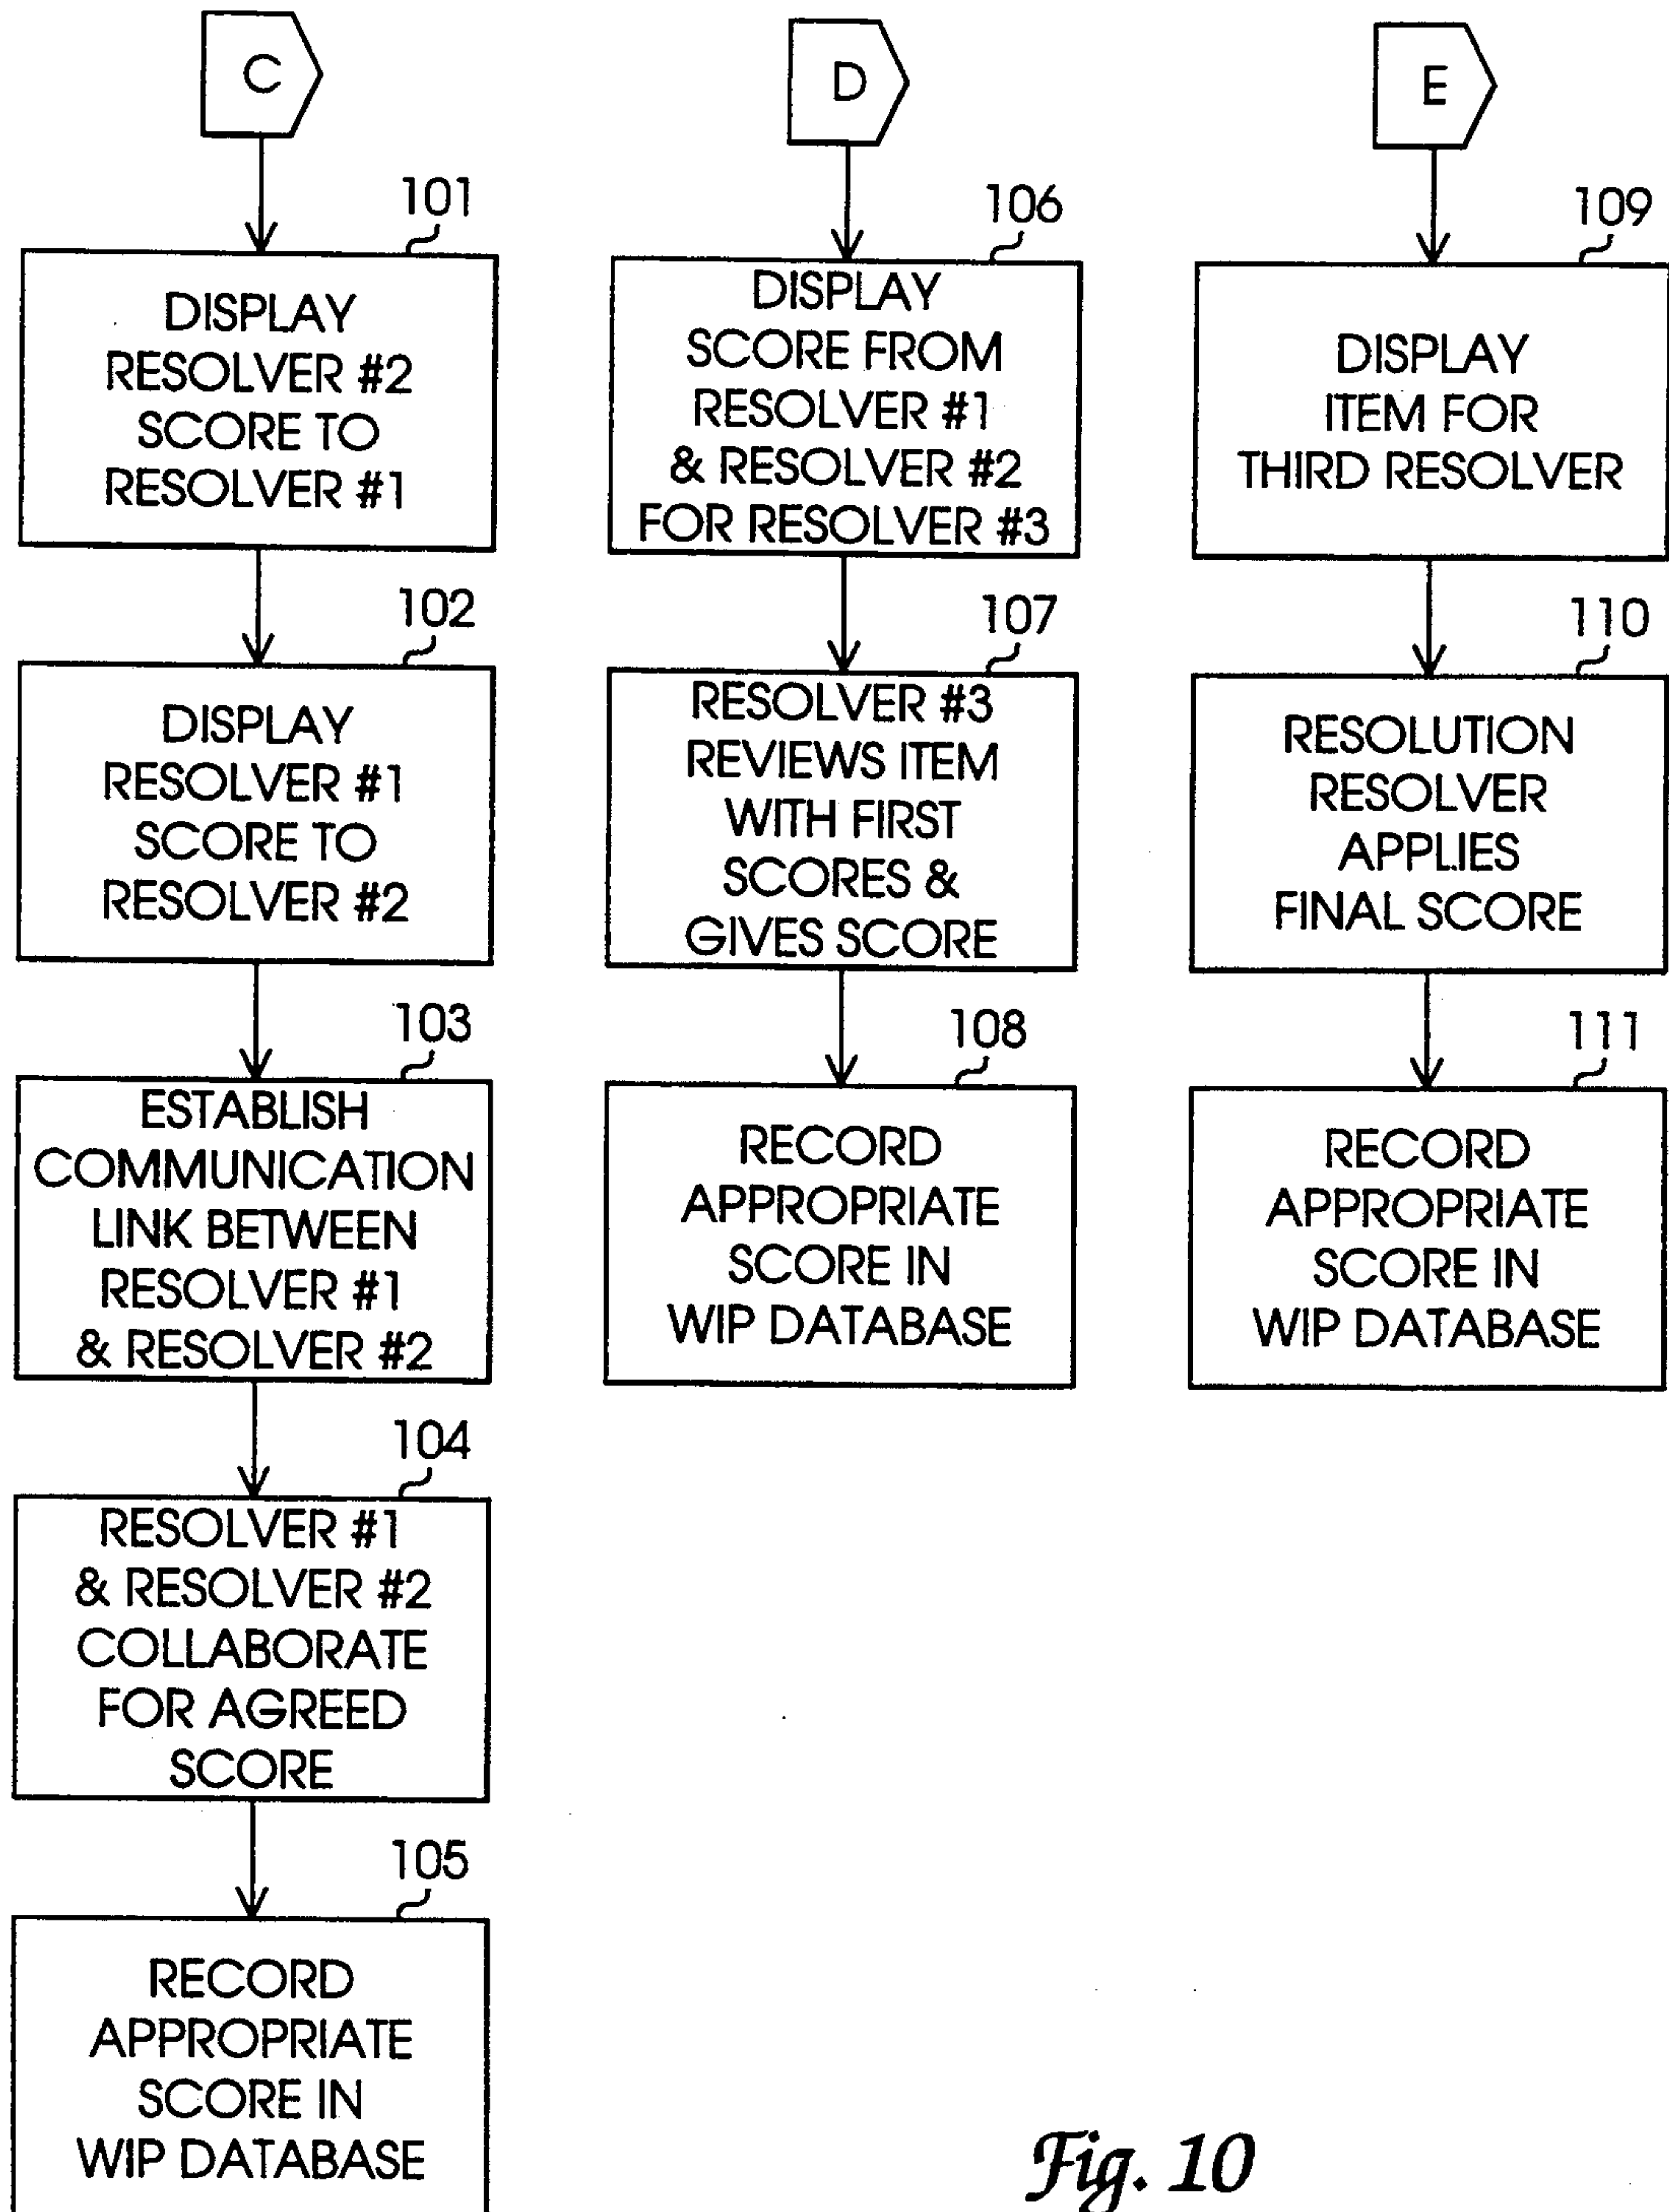 C
101
DISPLAY
RESOLVER #2
SCORE TO
RESOLVER #1
102
DISPLAY
RESOLVER #1
SCORE TO
RESOLVER #2
103
ESTABLISH
COMMUNICATION
LINK BETWEEN
RESOLVER #1
& RESOLVER #2
104
RESOLVER #1
& RESOLVER #2
COLLABORATE
FOR AGREED
SCORE
105
RECORD
APPROPRIATE
SCORE IN
WIP DATABASE
D
106
DISPLAY
SCORE FROM
RESOLVER #1
& RESOLVER #2
FOR RESOLVER #3
107
RESOLVER #3
REVIEWS ITEM
WITH FIRST
SCORES &
GIVES SCORE
108
RECORD
APPROPRIATE
SCORE IN
WIP DATABASE
E
109
DISPLAY
ITEM FOR
THIRD RESOLVER
110
RESOLUTION
RESOLVER
APPLIES
FINAL SCORE
111
RECORD
APPROPRIATE
SCORE IN
WIP DATABASE
Fig. 10